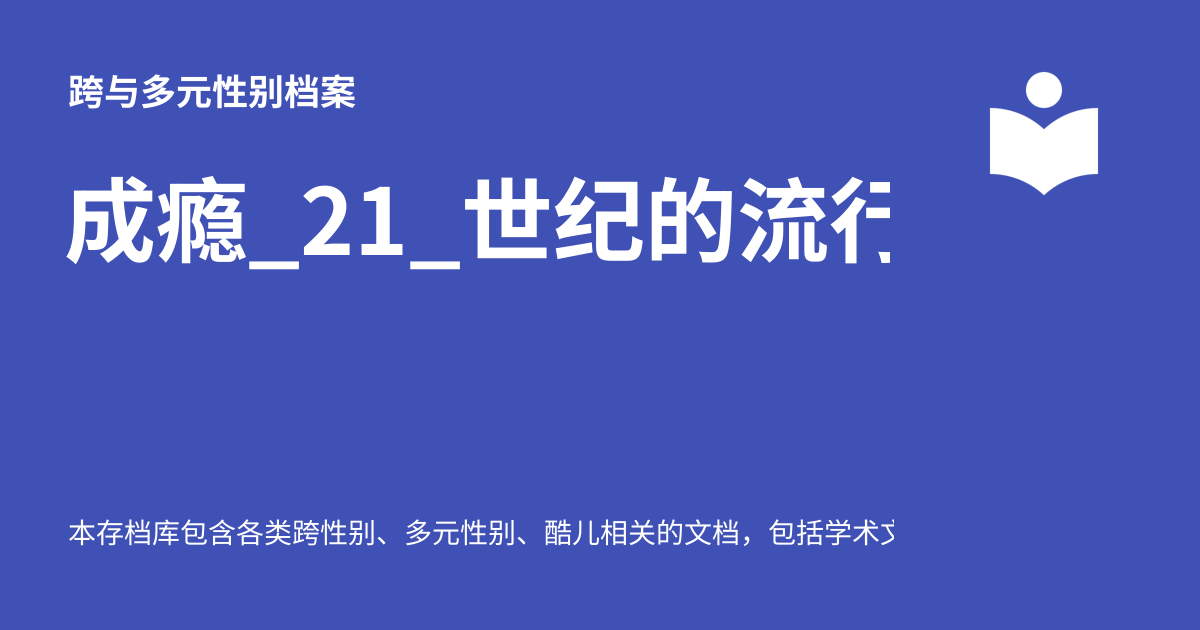 跨与多元性别档案
成瘾_21_世纪的流行
本存档库包含各类跨性别、多元性别、酷儿相关的文档，包括学术文